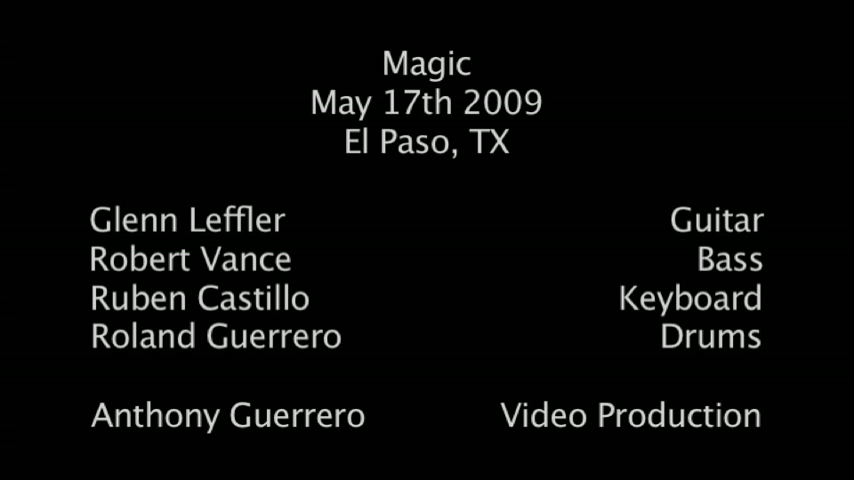 Magic
May 17th 2009
El Paso, TX
Glenn Leffler Guitar
Robert Vance Bass
Ruben Castillo Keyboard
Roland Guerrero Drums
Anthony Guerrero Video Production